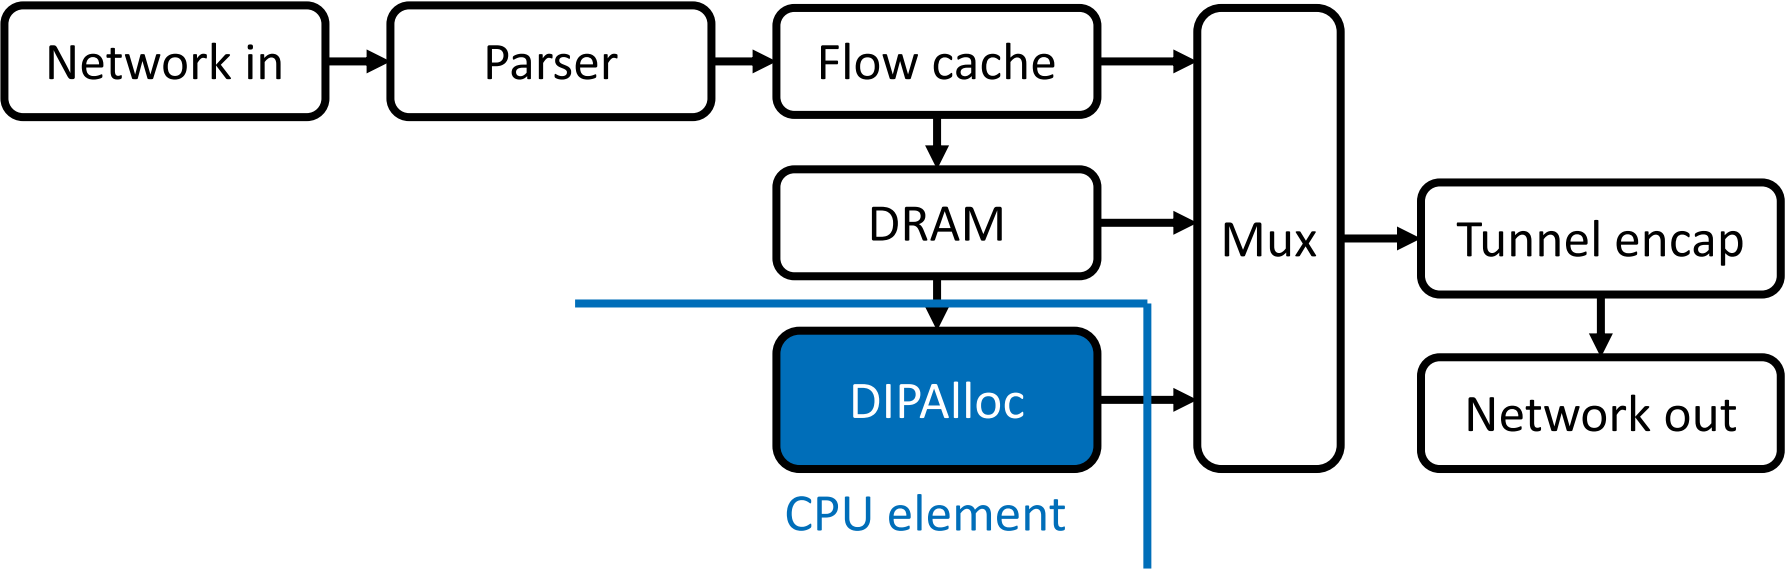 Network in
Parser
Flow cache
DRAM
Mux
Tunnel encap
DIPAlloc
Network out
CPU element